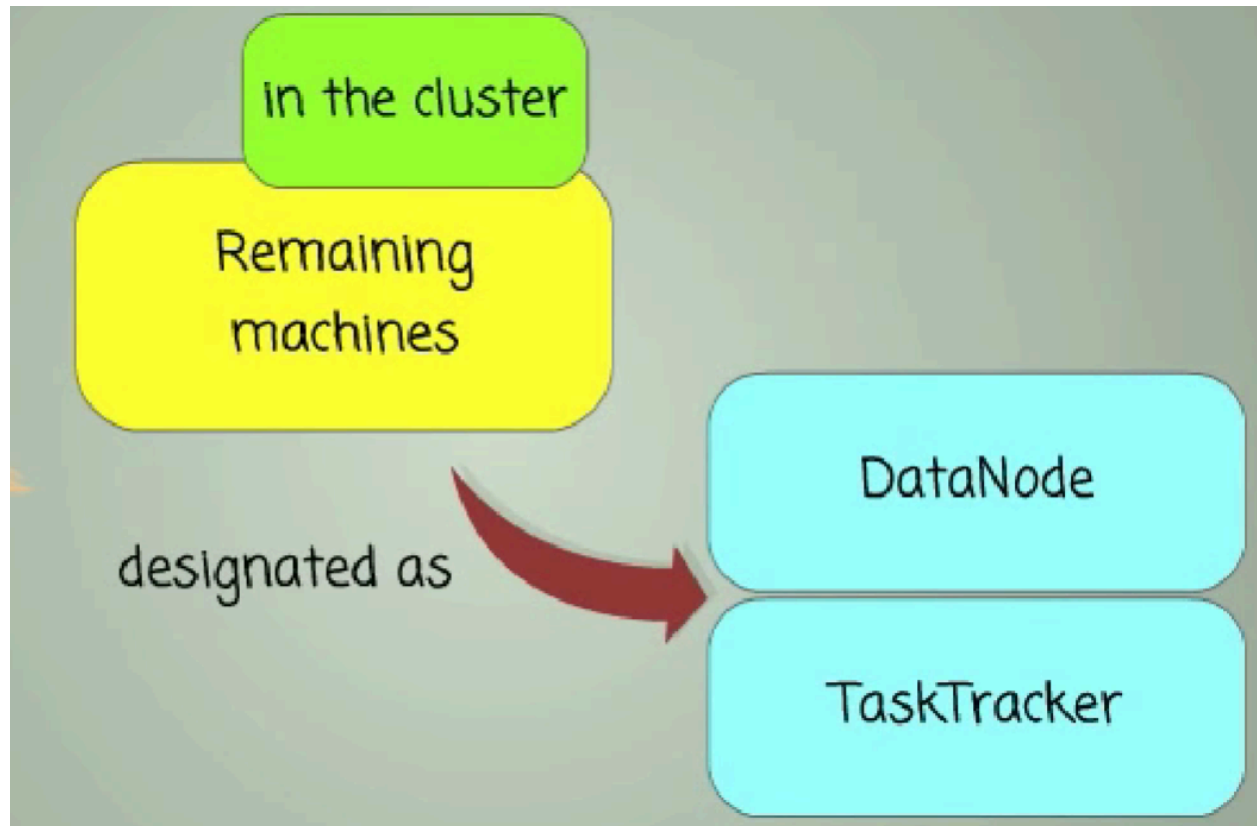 in the cluster
Remaining
machines
designated as
DataNode
TaskTracker